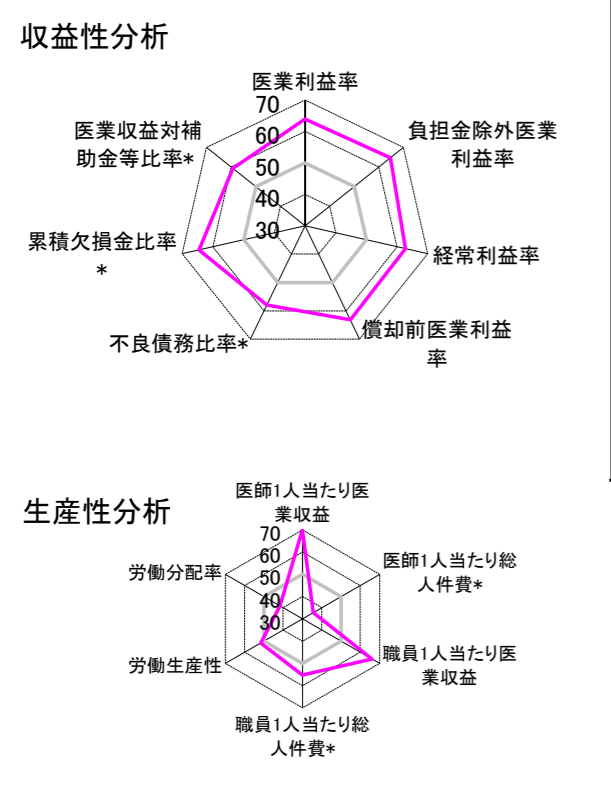 収益性分析
医業利益率
70
60
50
40
30
負担金除外医業
利益率
経常利益率
償却前医業利益
率
不良債務比率*
累積欠損金比率
*
医業収益対補
助金等比率*
生産性分析
医師1人当たり医
業収益
70
60
50
40
30
医師1人当たり総
人件費*
職員1人当たり医
業収益
職員1人当たり総
人件費*
労働生産性
労働分配率